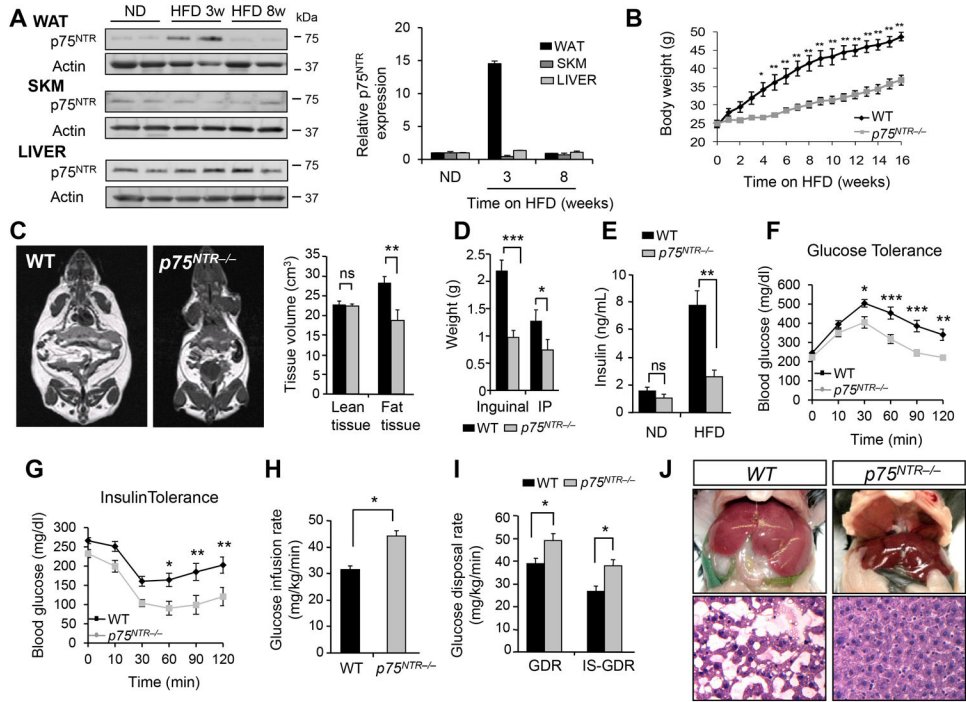 A
ND
HFD 3w
HFD 8w
kDa
WAT
p75NTR
75
Actin
37
SKM
p75NTR
75
Actin
37
LIVER
p75NTR
75
Actin
37
Relative p75NTR
expression
20
15
10
5
0
WAT
SKM
LIVER
ND
3
8
Time on HFD (weeks)
B
Body weight (g)
50
45
40
35
30
25
20
* ** ** ** ** ** ** ** ** ** ** ** **
WT
p75NTR–/–
0 2 4 6 8 10 12 14 16
Time on HFD (weeks)
C
WT
p75NTR–/–
Tissue volume (cm3)
35
30
25
20
15
10
5
0
ns
**
Lean
tissue
Fat
tissue
D
Weight (g)
2.5
2
1.5
1
0.5
0
***
*
Inguinal
IP
WT
p75NTR–/–
E
WT
p75NTR–/–
Insulin (ng/mL)
10
8
6
4
2
0
ns
**
ND
HFD
F
Glucose Tolerance
Blood glucose (mg/dl)
600
500
400
300
200
100
0
* *** *** **
WT
p75NTR–/–
0 10 30 60 90 120
Time (min)
G
InsulinTolerance
Blood glucose (mg/dl)
300
250
200
150
100
50
0
* ** **
WT
p75NTR–/–
0 10 30 60 90 120
Time (min)
H
Glucose infusion rate
(mg/kg/min)
50
40
30
20
10
0
*
WT
p75NTR–/–
I
WT
p75NTR–/–
Glucose disposal rate
(mg/kg/min)
60
50
40
30
20
10
0
*
*
GDR
IS-GDR
J
WT
p75NTR–/–